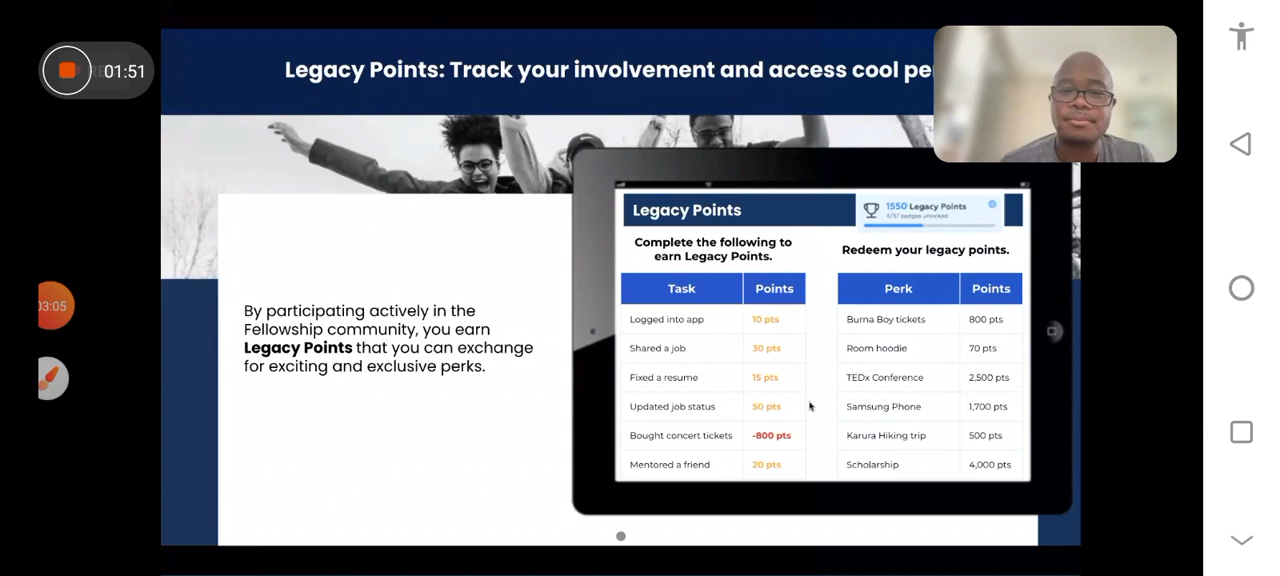 01:51
Legacy Points: Track your involvement and access cool
03:05
By participating actively in the
Fellowship community, you earn
Legacy Points that you can exchange
for exciting and exclusive perks.
Legacy Points
1550 Legacy Points
4/37 badges unlocked
Complete the following to
earn Legacy Points.
Task Points
Logged into app 10 pts
Shared a job 30 pts
Fixed a resume 15 pts
Updated job status 50 pts
Bought concert tickets -800 pts
Mentored a friend 20 pts
Redeem your legacy points.
Perk Points
Burna Boy tickets 800 pts
Room hoodie 70 pts
TEDx Conference 2,500 pts
Samsung Phone 1,700 pts
Karura Hiking trip 500 pts
Scholarship 4,000 pts